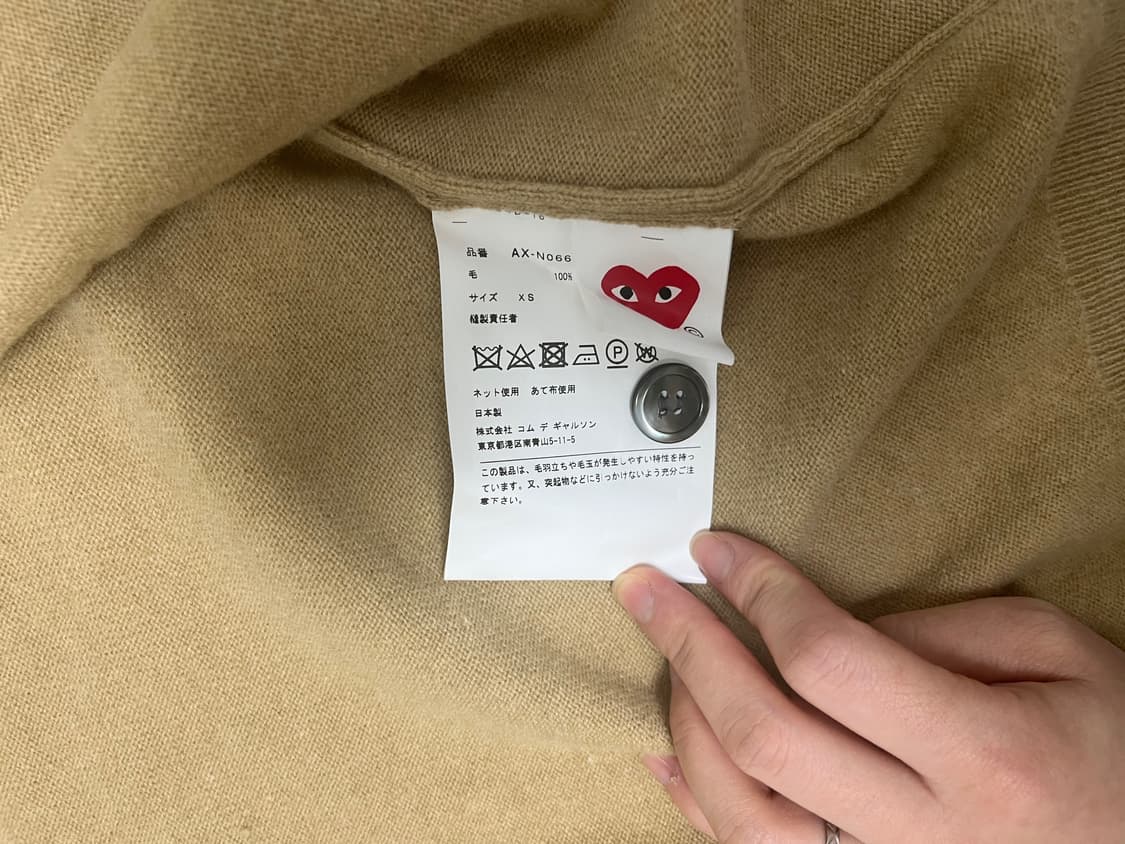 品番 AX-N066
毛 100%
サイズ XS
縫製責任者
P W
ネット使用 あて布使用
日本製
株式会社 コム デ ギャルソン
東京都港区南青山5-11-5
この製品は、毛羽立ちや毛玉が発生しやすい特性を持っ
ています。又、突起物などに引っかけないよう充分ご注
意下さい。
©